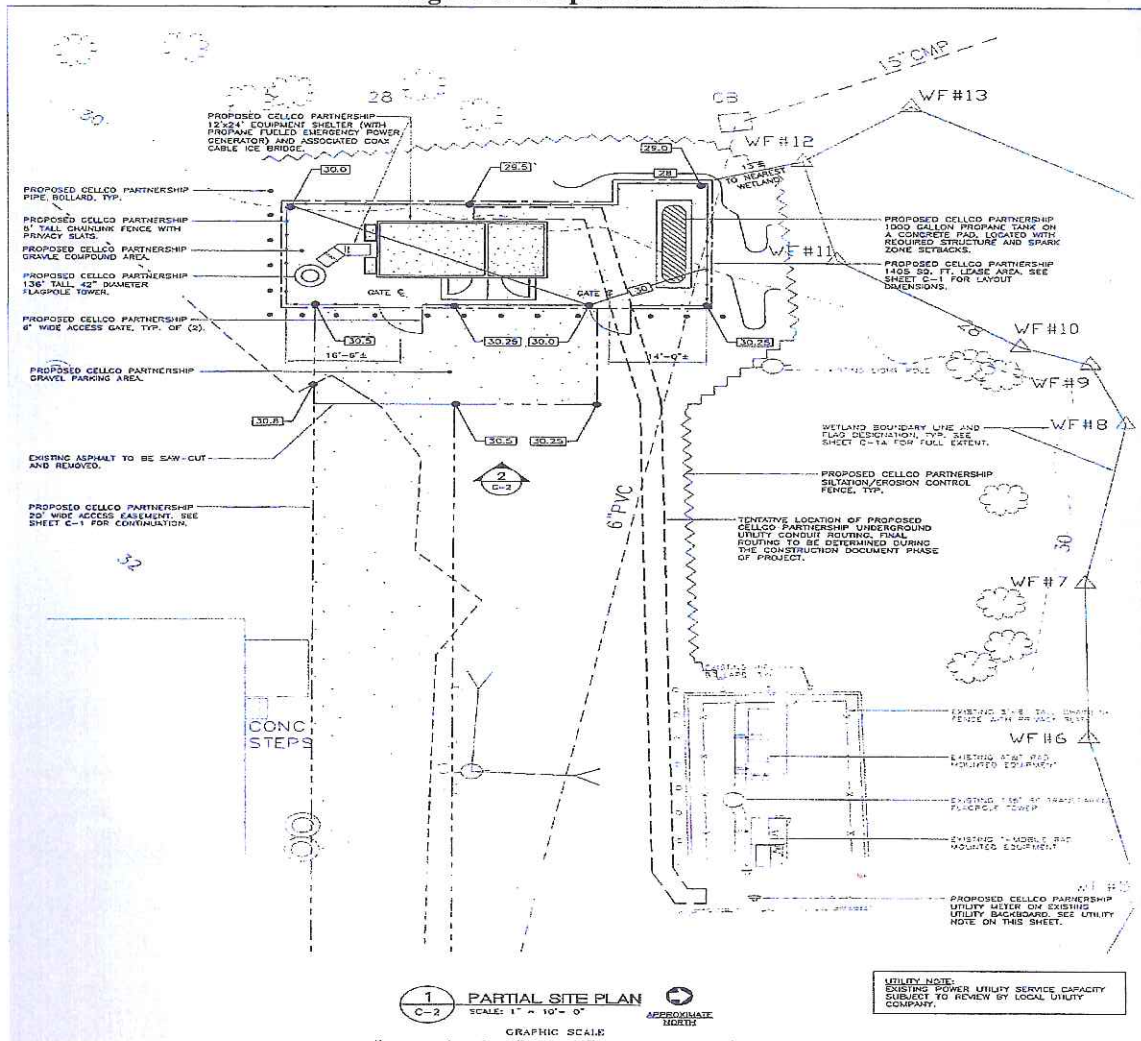 15" CMP
WF#13
28
CB
30
PROPOSED CELLCO PARTNERSHIP
12'x24' EQUIPMENT SHELTER (WITH
PROPANE FUELED EMERGENCY POWER
GENERATOR) AND ASSOCIATED COAX
CABLE ICE BRIDGE.
WF#12
29.0
29.5
30.0
28
TO NEAREST
WETLAND
PROPOSED CELLCO PARTNERSHIP
PIPE, BOLLARD, TYP.
PROPOSED CELLCO PARTNERSHIP
8' TALL CHAINLINK FENCE WITH
PRIVACY SLATS.
PROPOSED CELLCO PARTNERSHIP
GRAVLE COMPOUND AREA.
PROPOSED CELLCO PARTNERSHIP
136' TALL, 42" DIAMETER
FLAGPOLE TOWER.
PROPOSED CELLCO PARTNERSHIP
6" WIDE ACCESS GATE, TYP. OF (2).
PROPOSED CELLCO PARTNERSHIP
GRAVEL PARKING AREA.
PROPOSED CELLCO PARTNERSHIP
1000 GALLON PROPANE TANK ON
A CONCRETE PAD, LOCATED WITH
REQUIRED STRUCTURE AND SPARK
ZONE SETBACKS.
WF#11
PROPOSED CELLCO PARTNERSHIP
1405 SQ. FT. LEASE AREA. SEE
SHEET C-1 FOR LAYOUT
DIMENSIONS.
GATE
GATE
30
30.5
30.25
30.0
30.25
16'-6"±
14'-0"±
28
WF#10
WF#9
WF#8
30.8
30.5
30.25
EXISTING ASPHALT TO BE SAW-CUT
AND REMOVED.
2
C-2
WETLAND BOUNDARY LINE AND
FLAG DESIGNATION, TYP. SEE
SHEET C-1A FOR FULL EXTENT.
PROPOSED CELLCO PARTNERSHIP
SILTATION/EROSION CONTROL
FENCE, TYP.
PROPOSED CELLCO PARTNERSHIP
20' WIDE ACCESS EASEMENT. SEE
SHEET C-1 FOR CONTINUATION.
6"PVC
TENTATIVE LOCATION OF PROPOSED
CELLCO PARTNERSHIP UNDERGROUND
UTILITY CONDUIT ROUTING. FINAL
ROUTING TO BE DETERMINED DURING
THE CONSTRUCTION DOCUMENT PHASE
OF PROJECT.
30
32
WF#7
CONC
STEPS
WF#6
EXISTING
MOUNTED EQUIPMENT
EXISTING
EXISTING T-MOBILE PAD
MOUNTED EQUIPMENT
PROPOSED CELLCO PARNERSHIP
UTILITY METER ON EXISTING
UTILITY BACKBOARD. SEE UTILITY
NOTE ON THIS SHEET.
1
C-2
PARTIAL SITE PLAN
SCALE: 1" = 10'-0"
APPROXIMATE
NORTH
GRAPHIC SCALE
UTILITY NOTE:
EXISTING POWER UTILITY SERVICE CAPACITY
SUBJECT TO REVIEW BY LOCAL UTILITY
COMPANY.